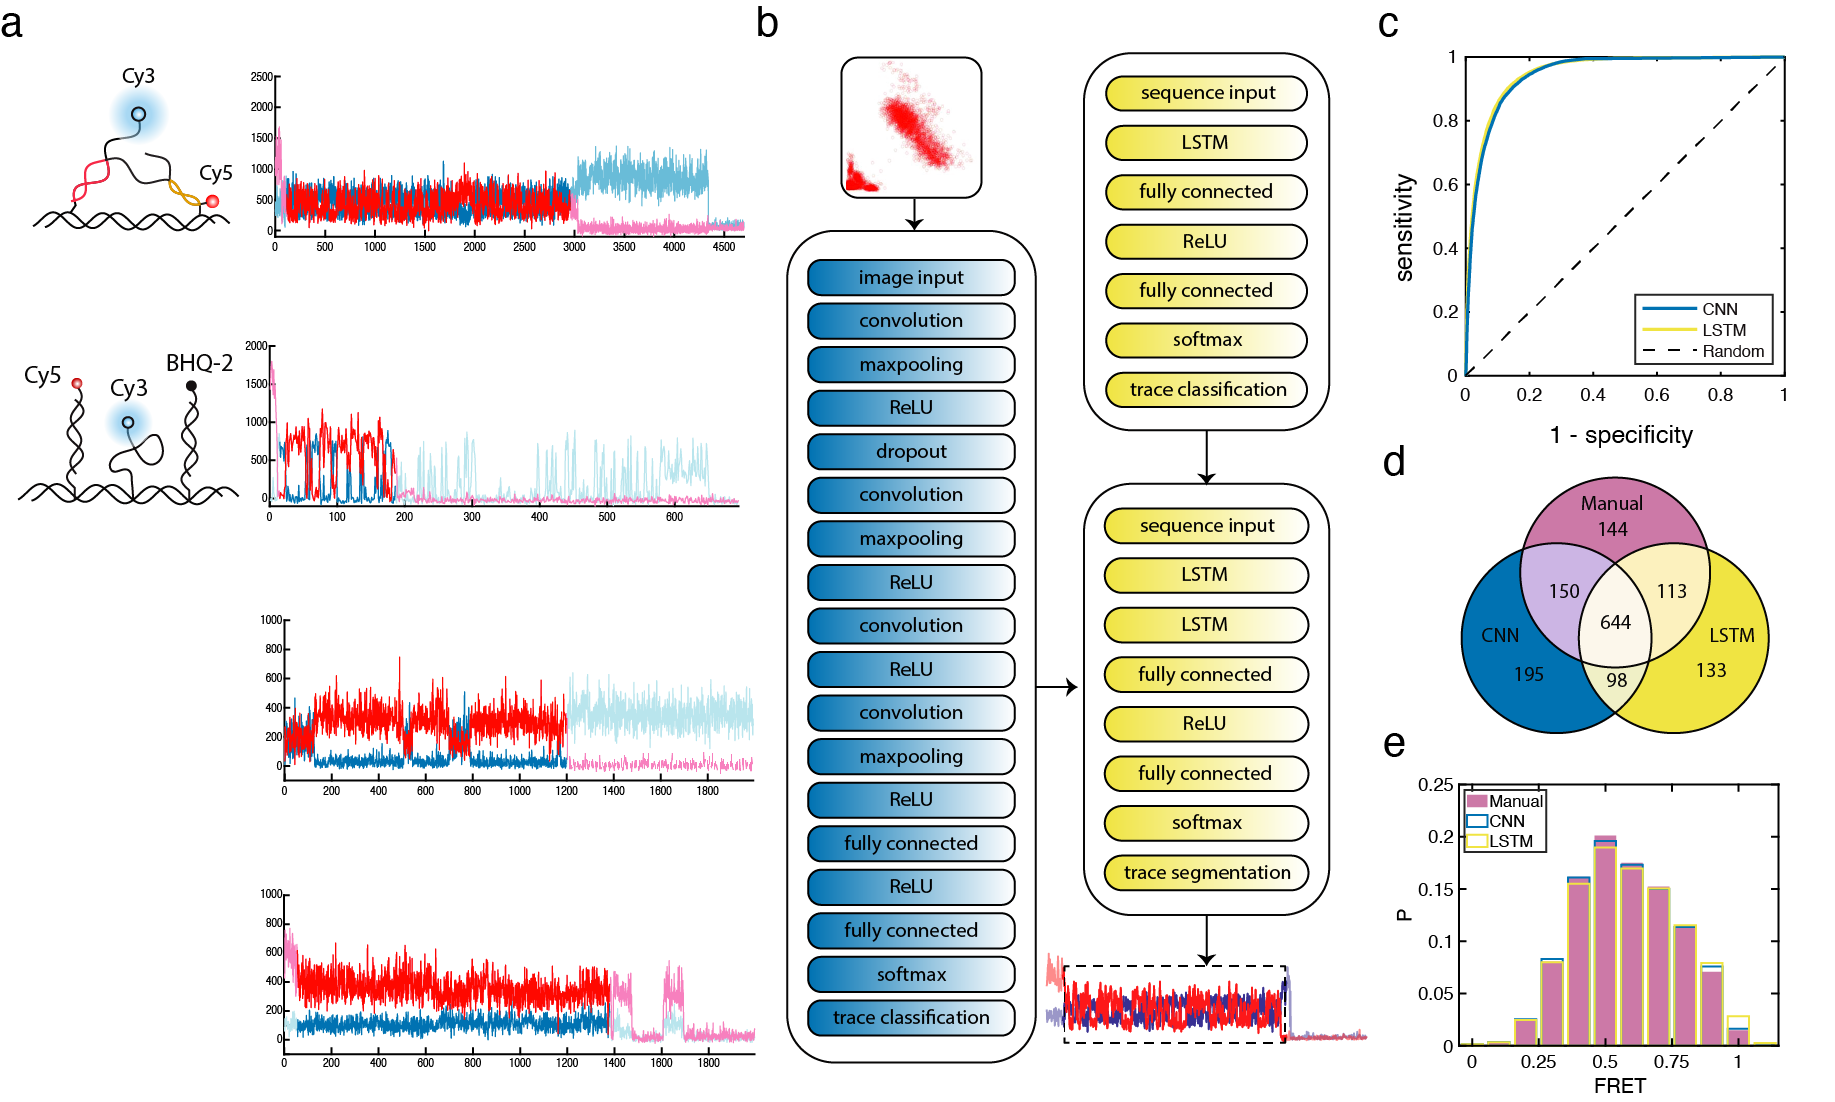 a
Cy3
Cy5
2500
2000
1500
1000
500
0
0 500 1000 1500 2000 2500 3000 3500 4000 4500
Cy5
Cy3
BHQ-2
2000
1500
1000
500
0
0 100 200 300 400 500 600
1000
800
600
400
200
0
0 200 400 600 800 1000 1200 1400 1600 1800
1000
800
600
400
200
0
0 200 400 600 800 1000 1200 1400 1600 1800
b
image input
convolution
maxpooling
ReLU
dropout
convolution
maxpooling
ReLU
convolution
ReLU
convolution
maxpooling
ReLU
fully connected
ReLU
fully connected
softmax
trace classification
sequence input
LSTM
fully connected
ReLU
fully connected
softmax
trace classification
sequence input
LSTM
LSTM
fully connected
ReLU
fully connected
softmax
trace segmentation
c
sensitivity
1
0.8
0.6
0.4
0.2
0
0 0.2 0.4 0.6 0.8 1
1 - specificity
CNN
LSTM
Random
d
Manual
144
150
113
644
CNN
195
LSTM
133
98
e
P
0.25
0.2
0.15
0.1
0.05
0
Manual
CNN
LSTM
0 0.25 0.5 0.75 1
FRET